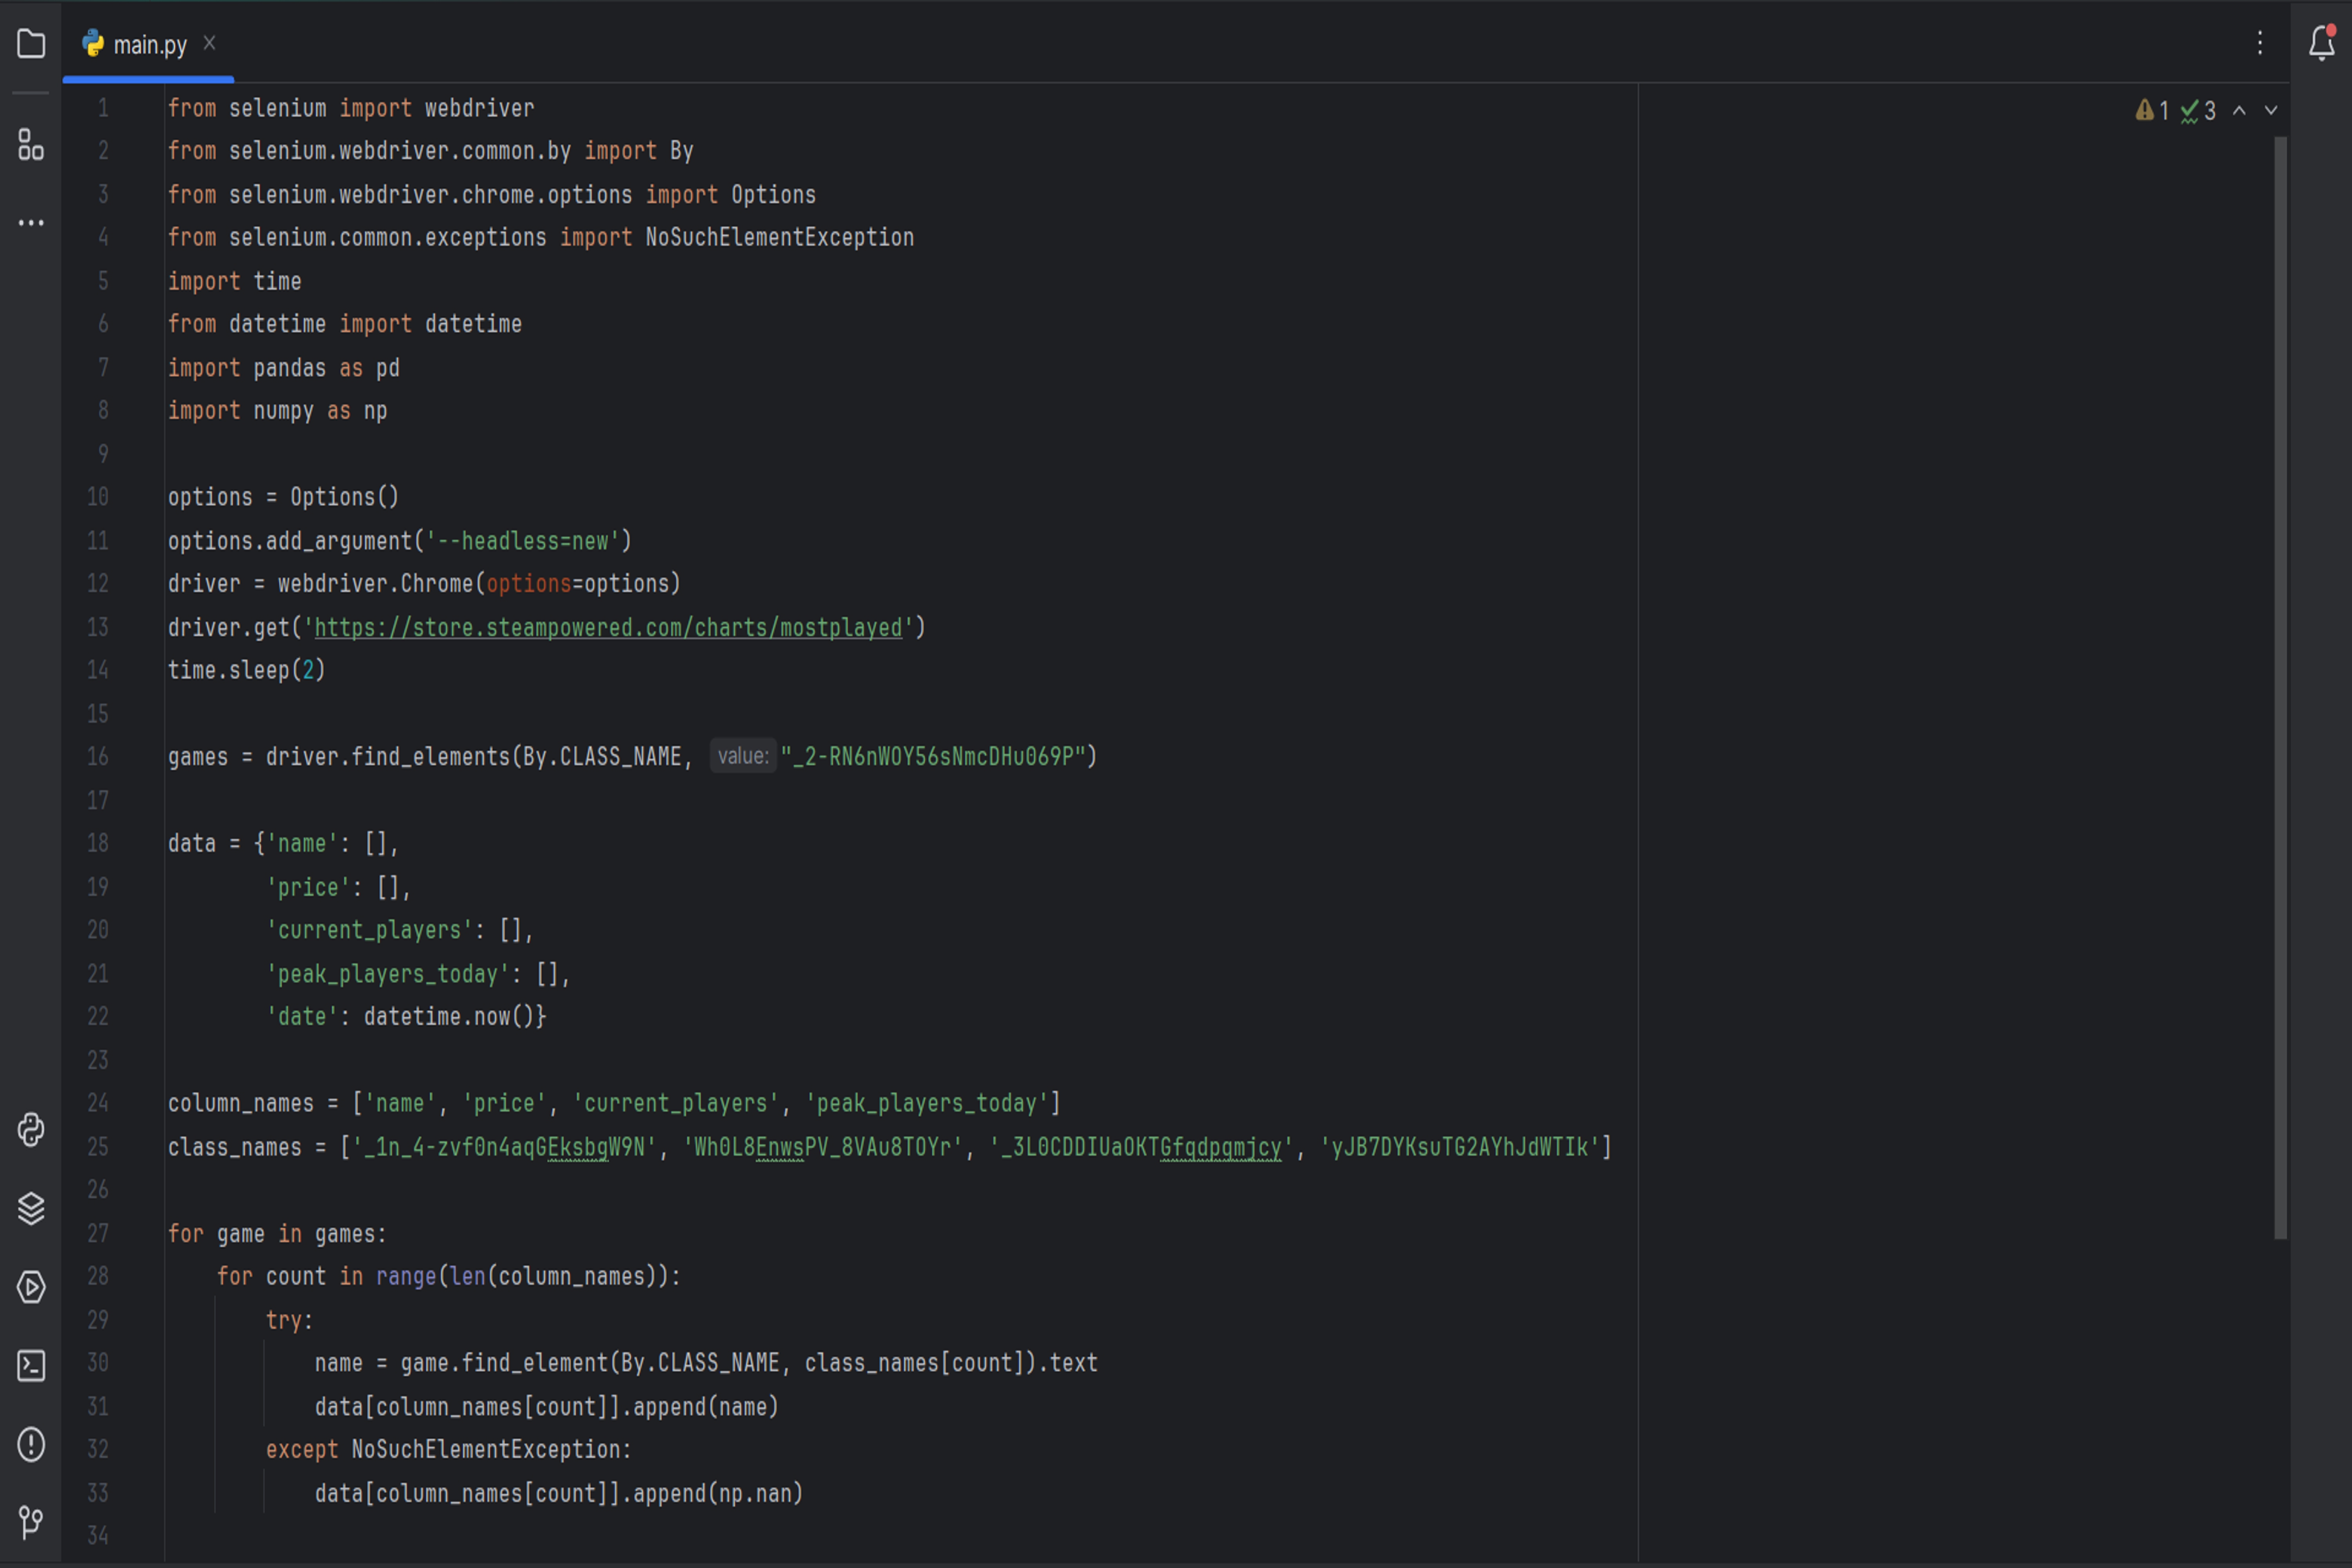 main.py
1 from selenium import webdriver
1 3
2 from selenium.webdriver.common.by import By
3 from selenium.webdriver.chrome.options import Options
4 from selenium.common.exceptions import NoSuchElementException
5 import time
6 from datetime import datetime
7 import pandas as pd
8 import numpy as np
9
10 options = Options()
11 options.add_argument('--headless=new')
12 driver = webdriver.Chrome(options=options)
13 driver.get('https://store.steampowered.com/charts/mostplayed')
14 time.sleep(2)
15
16 games = driver.find_elements(By.CLASS_NAME, value: "_2-RN6nWOY56sNmcDHu069P")
17
18 data = {'name': [],
19 'price': [],
20 'current_players': [],
21 'peak_players_today': [],
22 'date': datetime.now()}
23
24 column_names = ['name', 'price', 'current_players', 'peak_players_today']
25 class_names = ['_1n_4-zvf0n4aqGEksbgW9N', 'Wh0L8EnwsPV_8VAu8TOYr', '_3L0CDDIUaOKTGfqdpqmjcy', 'yJB7DYKsuTG2AYhJdWTIk']
26
27 for game in games:
28 for count in range(len(column_names)):
29 try:
30 name = game.find_element(By.CLASS_NAME, class_names[count]).text
31 data[column_names[count]].append(name)
32 except NoSuchElementException:
33 data[column_names[count]].append(np.nan)
34